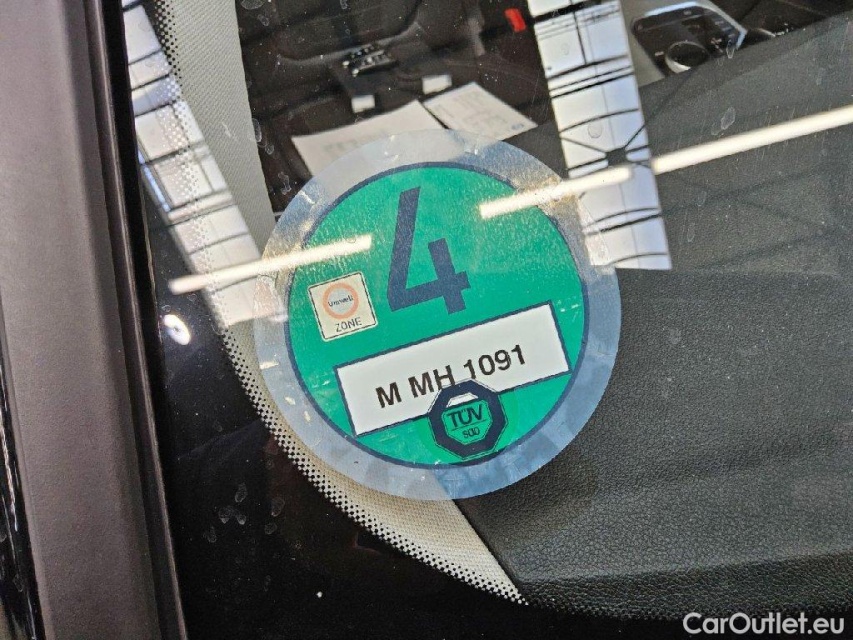 4
Umwelt
ZONE
M MH 1091
TÜV
SÜD
CarOutlet.eu